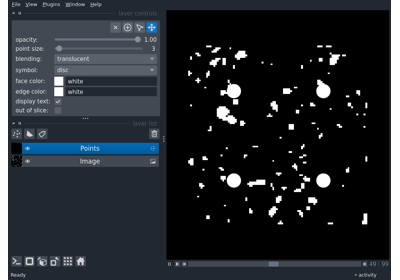 File View Plugins Window Help
layer controls
opacity: 1.00
point size: 3
blending: translucent
symbol: disc
face color: white
edge color: white
display text:
out of slice:
layer list
Points
Image
Ready
49 99
activity